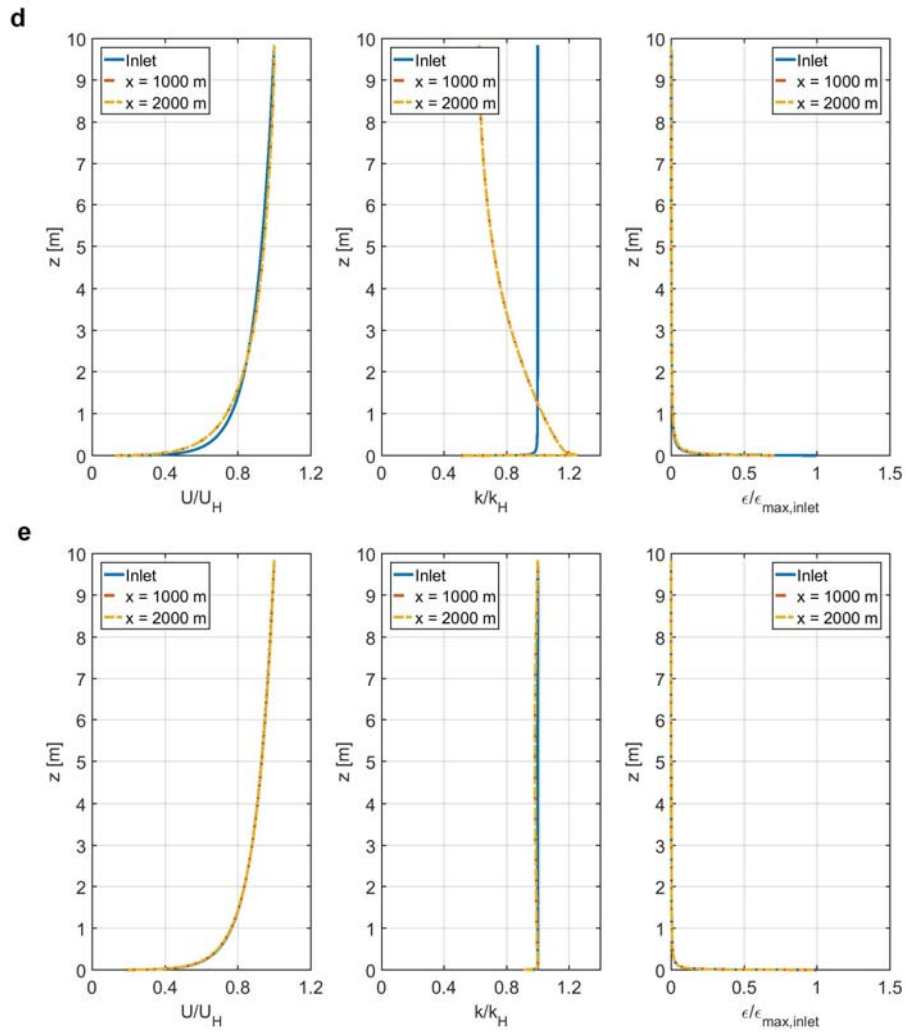 d
10
9
8
7
6
5
4
3
2
1
0
z [m]
0 0.4 0.8 1.2
U/U_H
Inlet
x = 1000 m
x = 2000 m
10
9
8
7
6
5
4
3
2
1
0
z [m]
0 0.4 0.8 1.2
k/k_H
Inlet
x = 1000 m
x = 2000 m
10
9
8
7
6
5
4
3
2
1
0
z [m]
0 0.5 1 1.5
ϵ/ϵ_max,inlet
Inlet
x = 1000 m
x = 2000 m
e
10
9
8
7
6
5
4
3
2
1
0
z [m]
0 0.4 0.8 1.2
U/U_H
Inlet
x = 1000 m
x = 2000 m
10
9
8
7
6
5
4
3
2
1
0
z [m]
0 0.4 0.8 1.2
k/k_H
Inlet
x = 1000 m
x = 2000 m
10
9
8
7
6
5
4
3
2
1
0
z [m]
0 0.5 1 1.5
ϵ/ϵ_max,inlet
Inlet
x = 1000 m
x = 2000 m